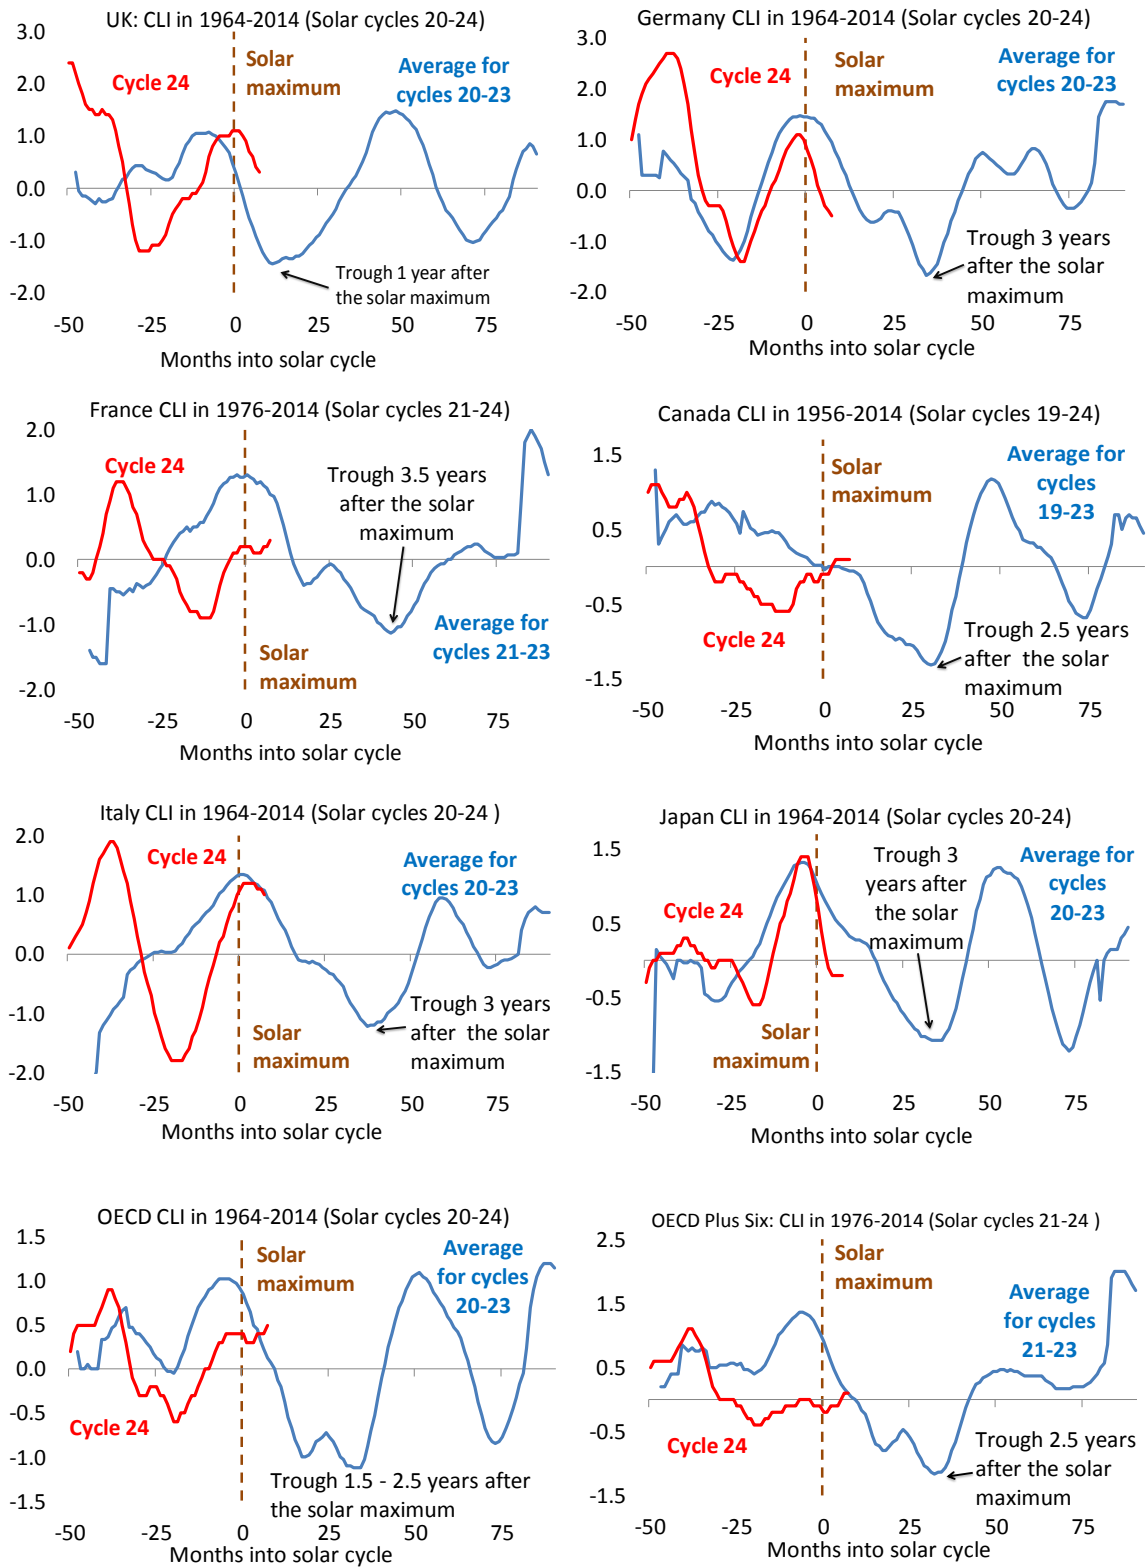 UK: CLI in 1964-2014 (Solar cycles 20-24)
3.0
2.0
1.0
0.0
-1.0
-2.0
Cycle 24
Solar
maximum
Average for
cycles 20-23
Trough 1 year after
the solar maximum
-50 -25 0 25 50 75
Months into solar cycle
Germany CLI in 1964-2014 (Solar cycles 20-24)
3.0
2.0
1.0
0.0
-1.0
-2.0
Cycle 24
Solar
maximum
Average for
cycles 20-23
Trough 3 years
after the solar
maximum
-50 -25 0 25 50 75
Months into solar cycle
France CLI in 1976-2014 (Solar cycles 21-24)
2.0
1.0
0.0
-1.0
-2.0
Cycle 24
Trough 3.5 years
after the solar
maximum
Solar
maximum
Average for
cycles 21-23
-50 -25 0 25 50 75
Months into solar cycle
Canada CLI in 1956-2014 (Solar cycles 19-24)
1.5
0.5
-0.5
-1.5
Solar
maximum
Average for
cycles
19-23
Cycle 24
Trough 2.5 years
after the solar
maximum
-50 -25 0 25 50 75
Months into solar cycle
Italy CLI in 1964-2014 (Solar cycles 20-24 )
2.0
1.0
0.0
-1.0
-2.0
Cycle 24
Average for
cycles 20-23
Solar
maximum
Trough 3 years
after the solar
maximum
-50 -25 0 25 50 75
Months into solar cycle
Japan CLI in 1964-2014 (Solar cycles 20-24)
1.5
0.5
-0.5
-1.5
Cycle 24
Trough 3
years after
the solar
maximum
Average for
cycles
20-23
Solar
maximum
-50 -25 0 25 50 75
Months into solar cycle
OECD CLI in 1964-2014 (Solar cycles 20-24)
1.5
1.0
0.5
0.0
-0.5
-1.0
-1.5
Solar
maximum
Average
for cycles
20-23
Cycle 24
Trough 1.5 - 2.5 years after
the solar maximum
-50 -25 0 25 50 75
Months into solar cycle
OECD Plus Six: CLI in 1976-2014 (Solar cycles 21-24 )
2.5
1.5
0.5
-0.5
-1.5
Solar
maximum
Average
for cycles
21-23
Cycle 24
Trough 2.5 years
after the solar
maximum
-50 -25 0 25 50 75
Months into solar cycle